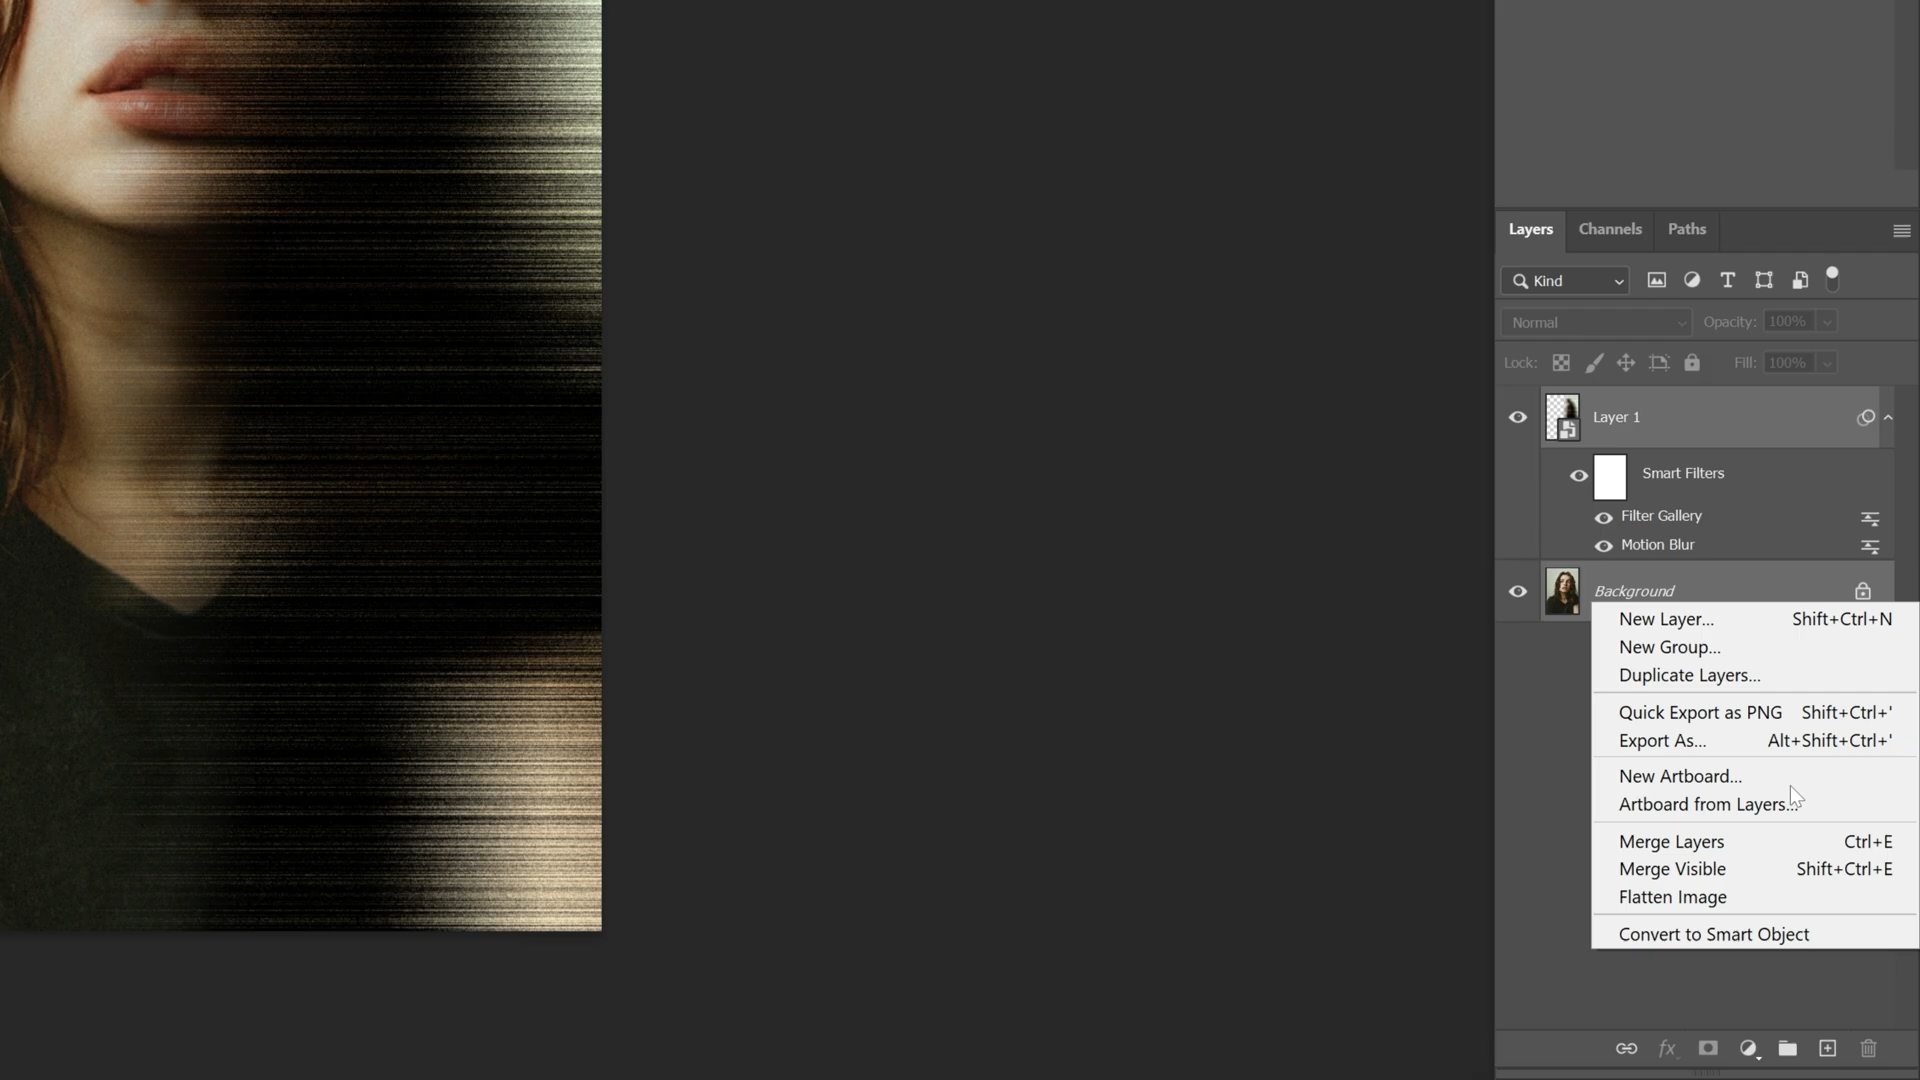 Layers Channels Paths
Kind
Normal Opacity: 100%
Lock: Fill: 100%
Layer 1
Smart Filters
Filter Gallery
Motion Blur
Background
New Layer... Shift+Ctrl+N
New Group...
Duplicate Layers...
Quick Export as PNG Shift+Ctrl+'
Export As... Alt+Shift+Ctrl+'
New Artboard...
Artboard from Layers...
Merge Layers Ctrl+E
Merge Visible Shift+Ctrl+E
Flatten Image
Convert to Smart Object
fx